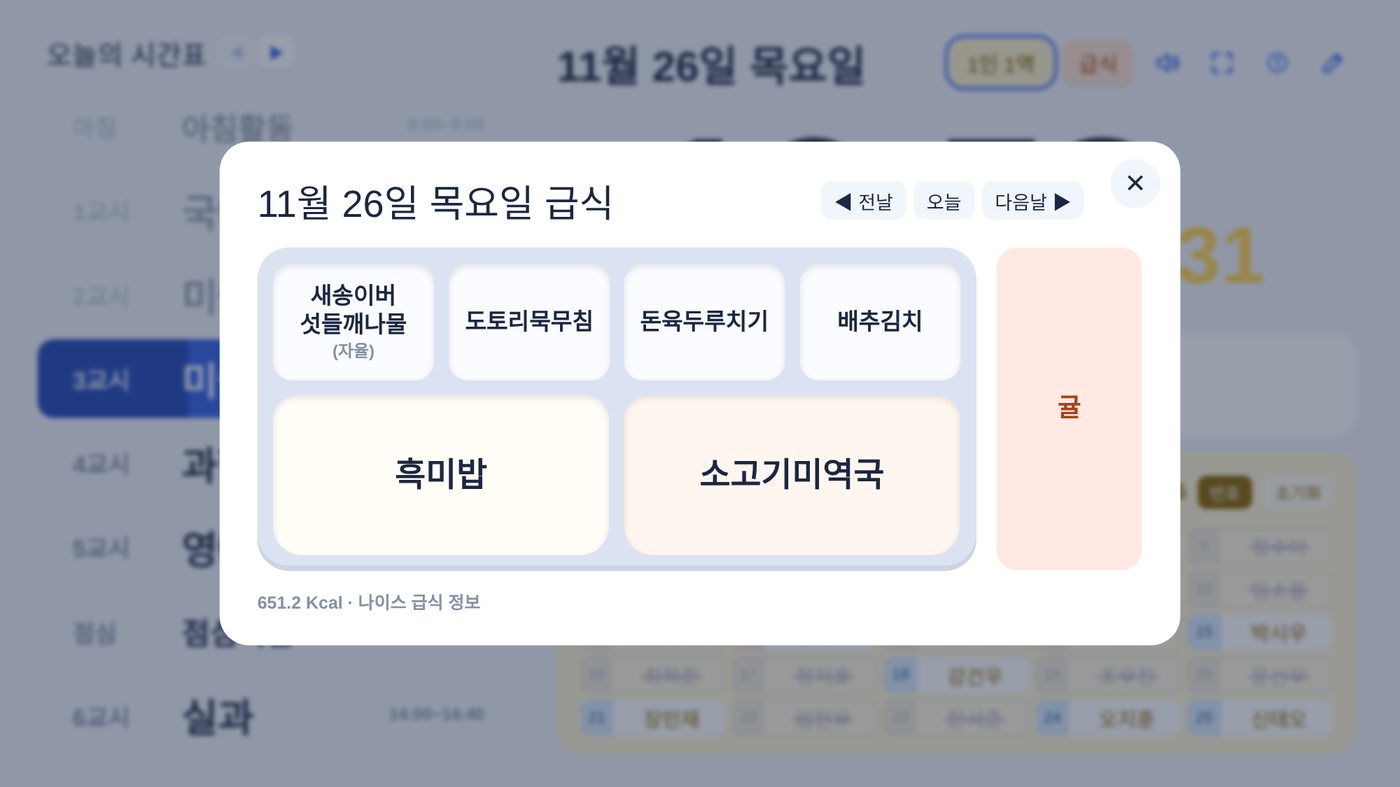 오늘의 시간표
11월 26일 목요일
1인 1역
급식
아침
아침활동
1교시
2교시
3교시
4교시
5교시
점심
6교시
실과
14:00~14:40
31
11월 26일 목요일 급식
◀ 전날
오늘
다음날 ▶
✕
새송이버
섯들깨나물
(자율)
도토리묵무침
돈육두루치기
배추김치
흑미밥
소고기미역국
귤
651.2 Kcal · 나이스 급식 정보
번호
초기화
15 박시우
18 강건우
21 장민재
24 오지훈
25 신태오